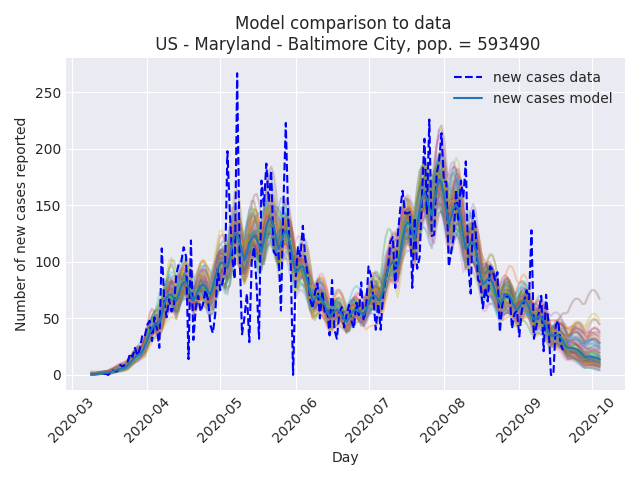 Model comparison to data
US - Maryland - Baltimore City, pop. = 593490
new cases data
new cases model
Number of new cases reported
250
200
150
100
50
0
2020-03
2020-04
2020-05
2020-06
2020-07
2020-08
2020-09
2020-10
Day